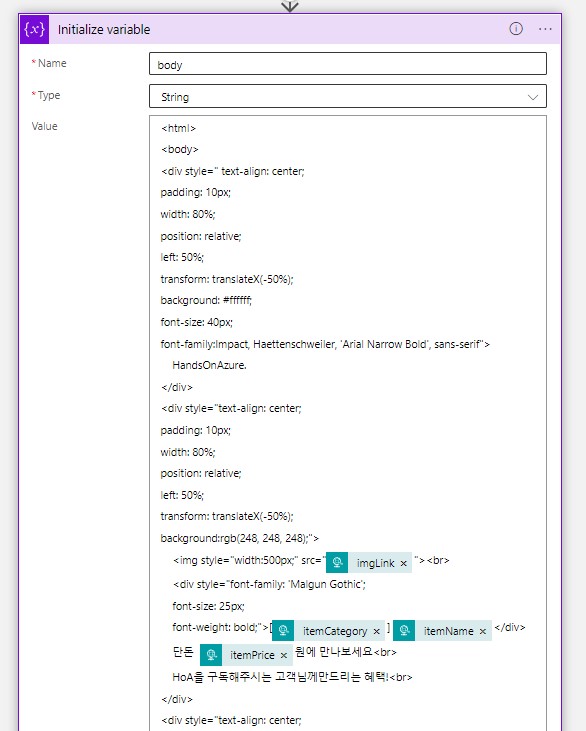 {x} Initialize variable
* Name
body
* Type
String
Value
<html>
<body>
<div style=" text-align: center;
padding: 10px;
width: 80%;
position: relative;
left: 50%;
transform: translateX(-50%);
background: #ffffff;
font-size: 40px;
font-family:Impact, Haettenschweiler, 'Arial Narrow Bold', sans-serif">
HandsOnAzure.
</div>
<div style="text-align: center;
padding: 10px;
width: 80%;
position: relative;
left: 50%;
transform: translateX(-50%);
background:rgb(248, 248, 248);">
<img style="width:500px;" src=" imgLink × "><br>
<div style="font-family: 'Malgun Gothic';
font-size: 25px;
font-weight: bold;">[ itemCategory × ] itemName × </div>
단돈 itemPrice × 원에 만나보세요<br>
HoA을 구독해주시는 고객님께만드리는 혜택!<br>
</div>
<div style="text-align: center;